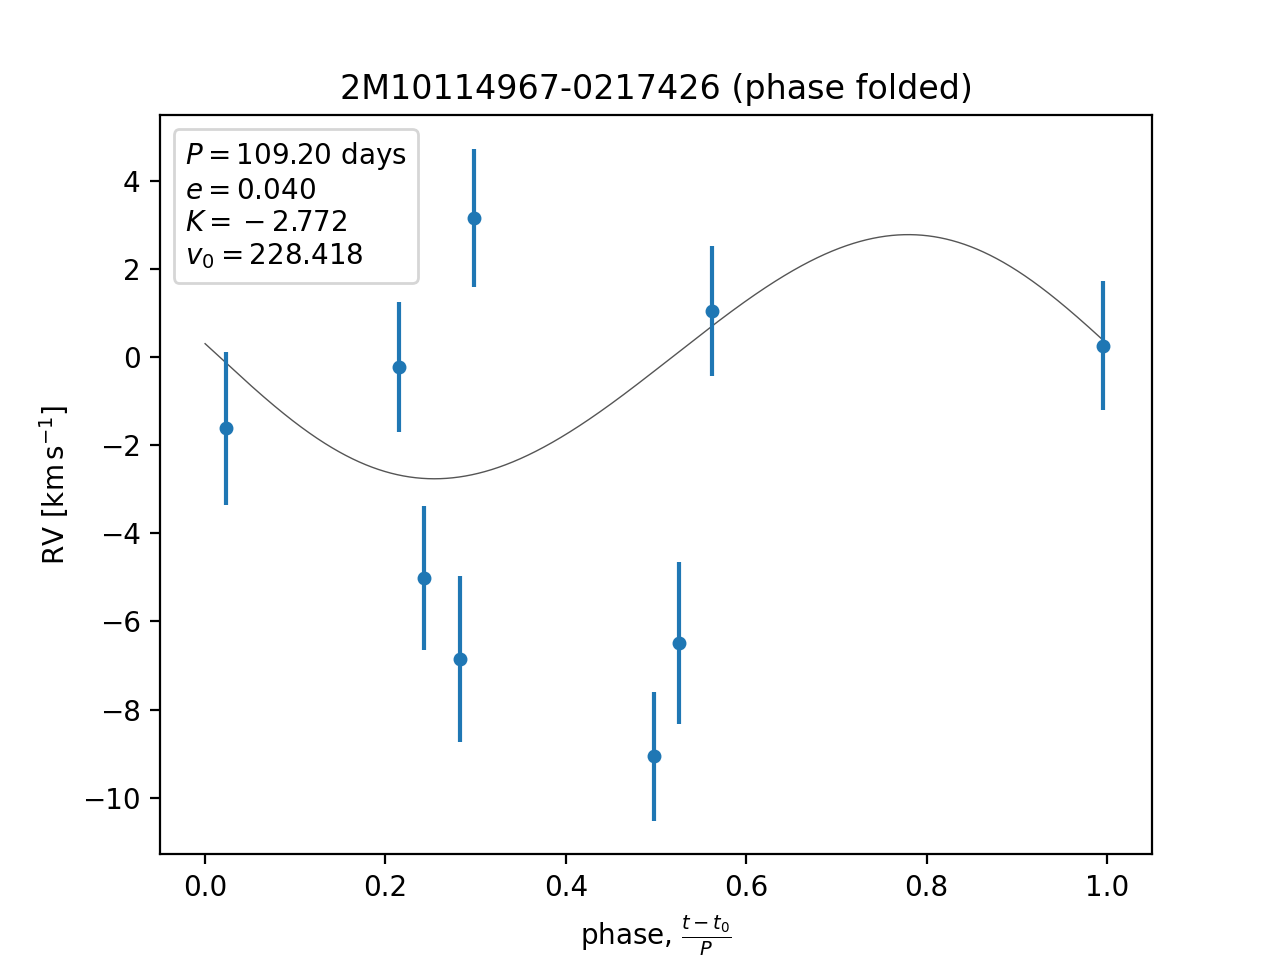 2M10114967-0217426 (phase folded)
P = 109.20 days
e = 0.040
K = −2.772
v₀ = 228.418
4
2
0
−2
−4
−6
−8
−10
RV [km s⁻¹]
0.0 0.2 0.4 0.6 0.8 1.0
phase, (t − t₀)/P